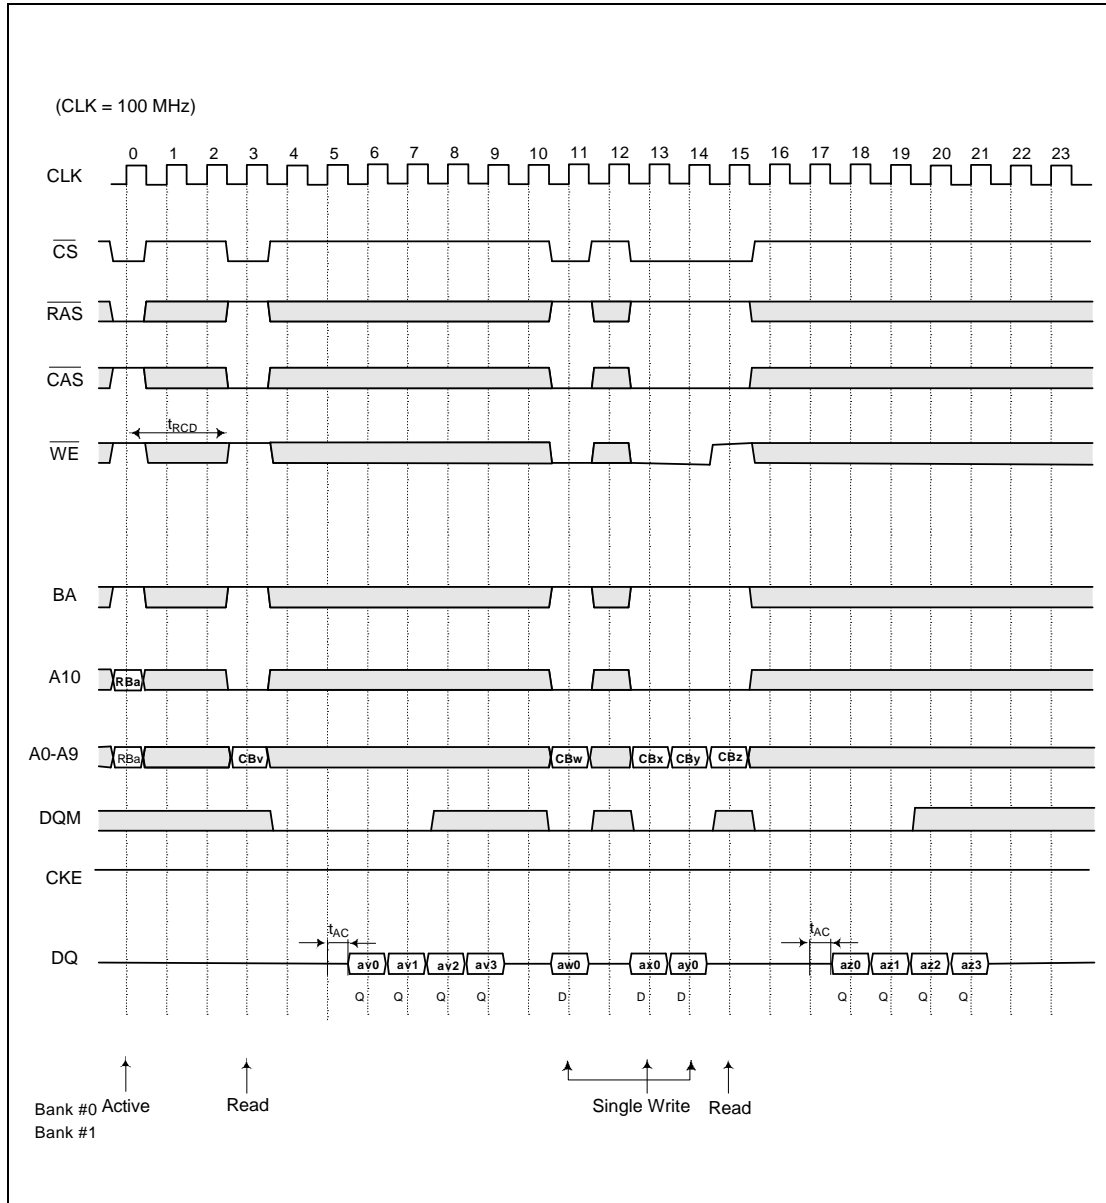 (CLK = 100 MHz)
0 1 2 3 4 5 6 7 8 9 10 11 12 13 14 15 16 17 18 19 20 21 22 23
CLK
CS
RAS
CAS
tRCD
WE
BA
A10 RBa
A0-A9 RBa CBv CBw CBx CBy CBz
DQM
CKE
tAC tAC
DQ av0 av1 av2 av3 aw0 ax0 ay0 az0 az1 az2 az3
Q Q Q Q D D D Q Q Q Q
Bank #0 Active Read Single Write Read
Bank #1